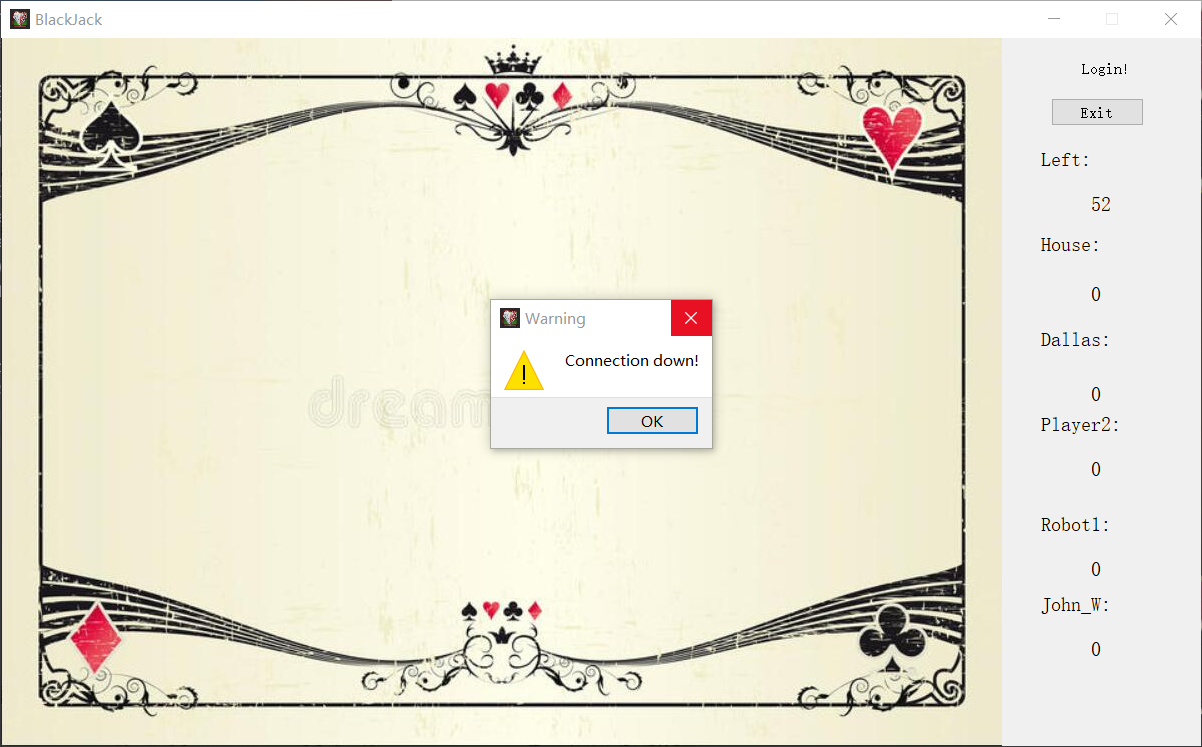 BlackJack
Login!
Exit
Left:
52
House:
0
Warning
Dallas:
Connection down!
0
dream
OK
Player2:
0
Robot1:
0
John_W:
0